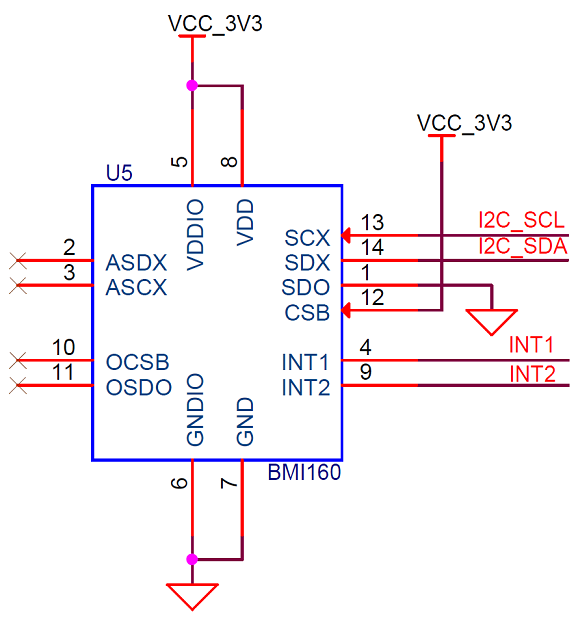 VCC_3V3
VCC_3V3
5
8
U5
VDDIO
VDD
2
ASDX
3
ASCX
SCX
13
I2C_SCL
SDX
14
I2C_SDA
SDO
1
CSB
12
10
OCSB
11
OSDO
INT1
4
INT1
INT2
9
INT2
GNDIO
GND
BMI160
6
7